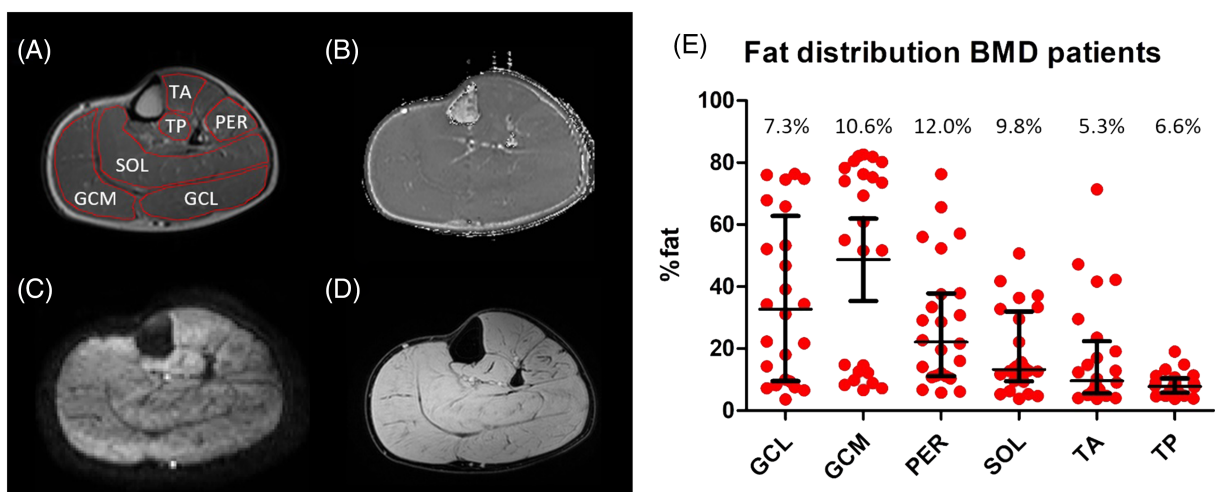 (A)
TA
TP
PER
SOL
GCM
GCL
(B)
(C)
(D)
(E)
Fat distribution BMD patients
%fat
100
80
60
40
20
0
7.3% 10.6% 12.0% 9.8% 5.3% 6.6%
GCL GCM PER SOL TA TP